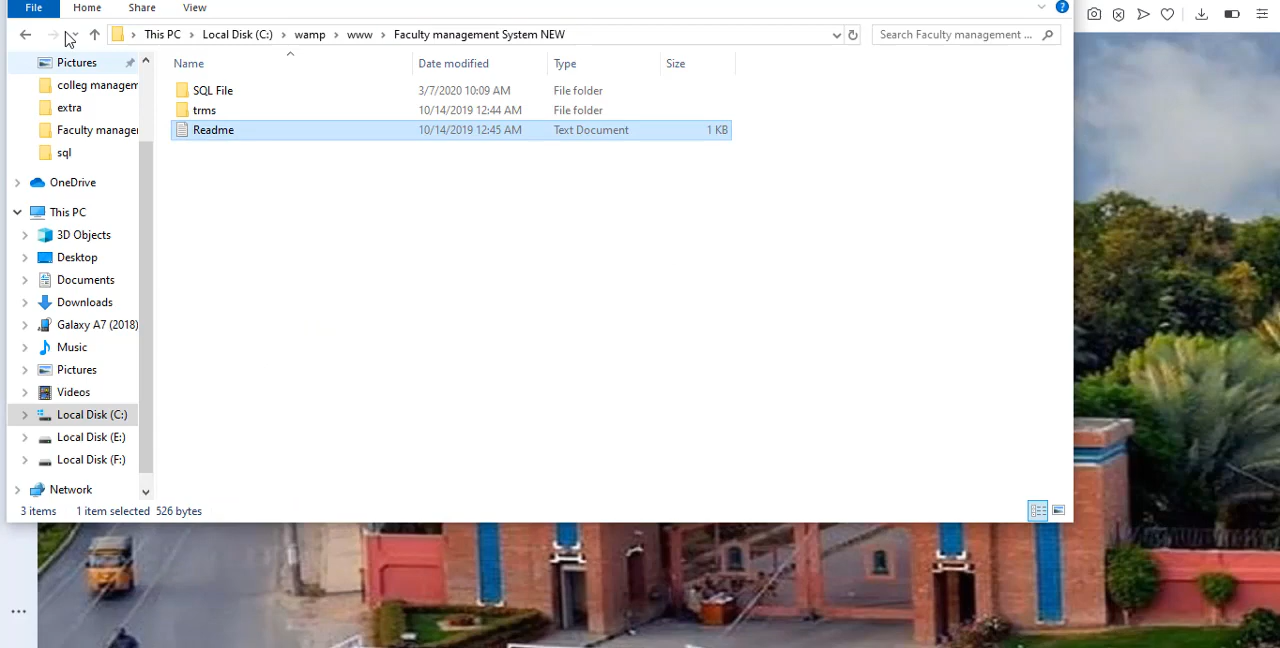 File Home Share View
This PC Local Disk (C:) wamp www Faculty management System NEW
Search Faculty management ...
Name Date modified Type Size
SQL File 3/7/2020 10:09 AM File folder
trms 10/14/2019 12:44 AM File folder
Readme 10/14/2019 12:45 AM Text Document 1 KB
Pictures
colleg managem
extra
Faculty manage
sql
OneDrive
This PC
3D Objects
Desktop
Documents
Downloads
Galaxy A7 (2018)
Music
Pictures
Videos
Local Disk (C:)
Local Disk (E:)
Local Disk (F:)
Network
3 items 1 item selected 526 bytes